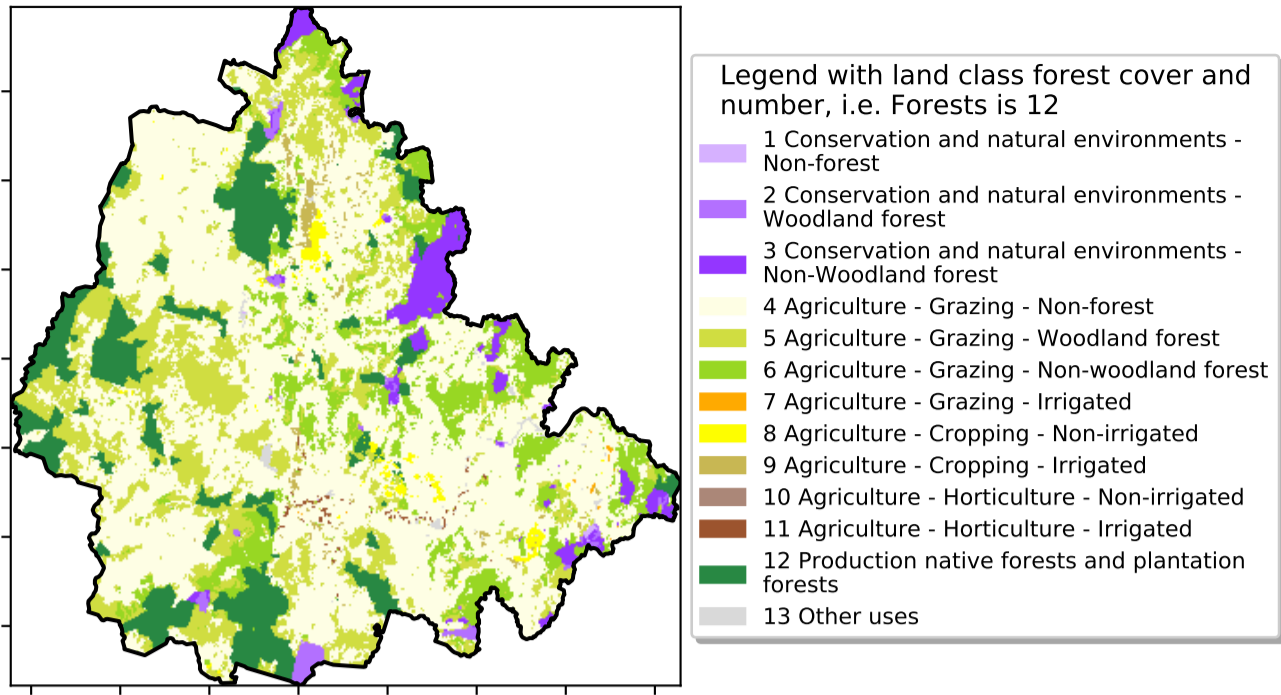 Legend with land class forest cover and
number, i.e. Forests is 12
1 Conservation and natural environments -
Non-forest
2 Conservation and natural environments -
Woodland forest
3 Conservation and natural environments -
Non-Woodland forest
4 Agriculture - Grazing - Non-forest
5 Agriculture - Grazing - Woodland forest
6 Agriculture - Grazing - Non-woodland forest
7 Agriculture - Grazing - Irrigated
8 Agriculture - Cropping - Non-irrigated
9 Agriculture - Cropping - Irrigated
10 Agriculture - Horticulture - Non-irrigated
11 Agriculture - Horticulture - Irrigated
12 Production native forests and plantation
forests
13 Other uses